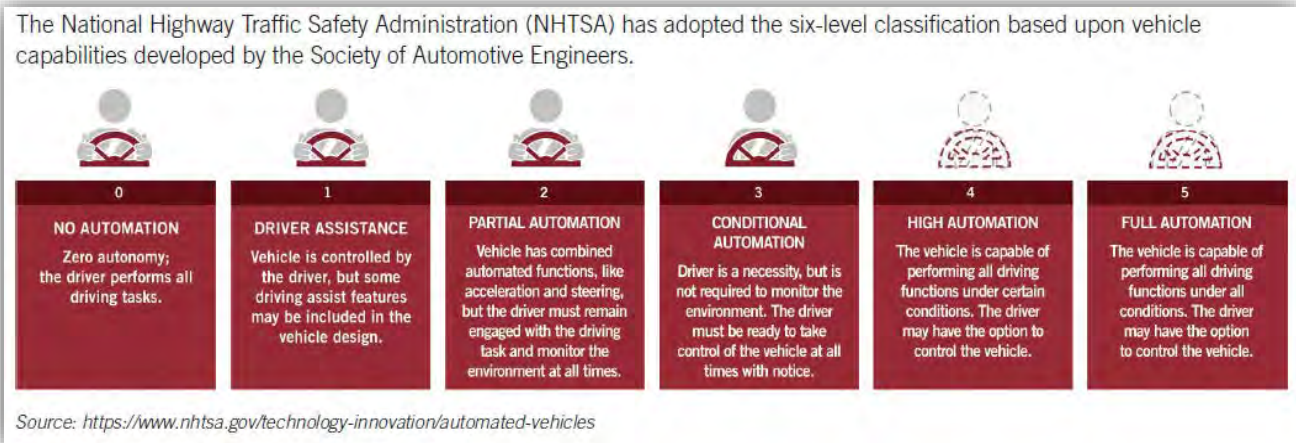 The National Highway Traffic Safety Administration (NHTSA) has adopted the six-level classification based upon vehicle
capabilities developed by the Society of Automotive Engineers.
0
NO AUTOMATION
Zero autonomy;
the driver performs all
driving tasks.
1
DRIVER ASSISTANCE
Vehicle is controlled by
the driver, but some
driving assist features
may be included in the
vehicle design.
2
PARTIAL AUTOMATION
Vehicle has combined
automated functions, like
acceleration and steering,
but the driver must remain
engaged with the driving
task and monitor the
environment at all times.
3
CONDITIONAL
AUTOMATION
Driver is a necessity, but is
not required to monitor the
environment. The driver
must be ready to take
control of the vehicle at all
times with notice.
4
HIGH AUTOMATION
The vehicle is capable of
performing all driving
functions under certain
conditions. The driver
may have the option to
control the vehicle.
5
FULL AUTOMATION
The vehicle is capable of
performing all driving
functions under all
conditions. The driver
may have the option
to control the vehicle.
Source: https://www.nhtsa.gov/technology-innovation/automated-vehicles